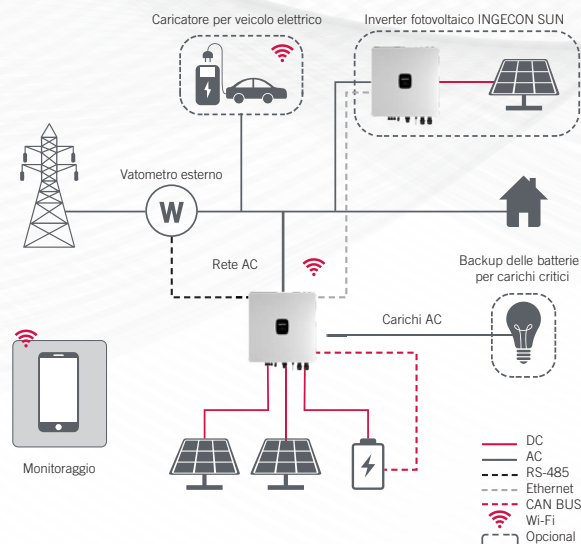 Caricatore per veicolo elettrico
Inverter fotovoltaico INGECON SUN
Vatometro esterno
W
Rete AC
Backup delle batterie
per carichi critici
Carichi AC
Monitoraggio
DC
AC
RS-485
Ethernet
CAN BUS
Wi-Fi
Opcional